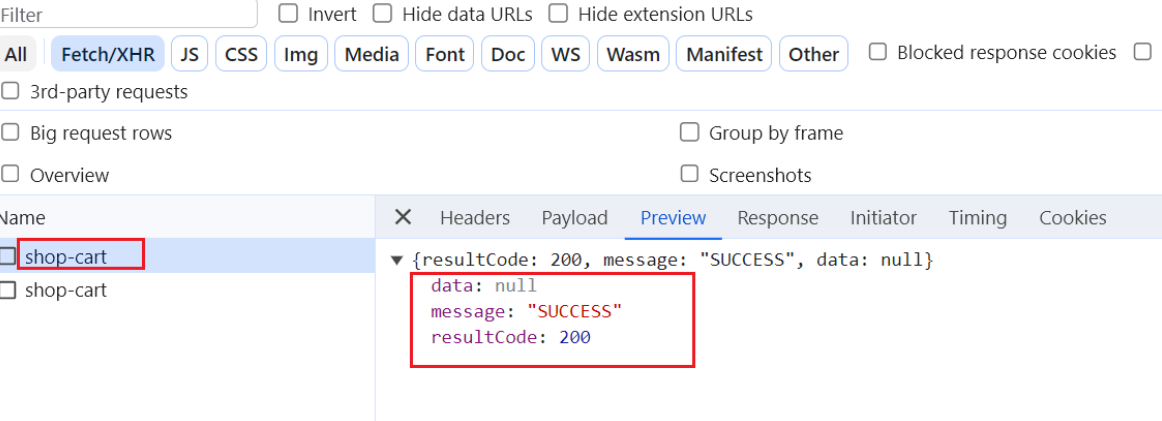 Filter Invert Hide data URLs Hide extension URLs
All Fetch/XHR JS CSS Img Media Font Doc WS Wasm Manifest Other Blocked response cookies
3rd-party requests
Big request rows Group by frame
Overview Screenshots
Name Headers Payload Preview Response Initiator Timing Cookies
shop-cart
shop-cart
▼ {resultCode: 200, message: "SUCCESS", data: null}
data: null
message: "SUCCESS"
resultCode: 200